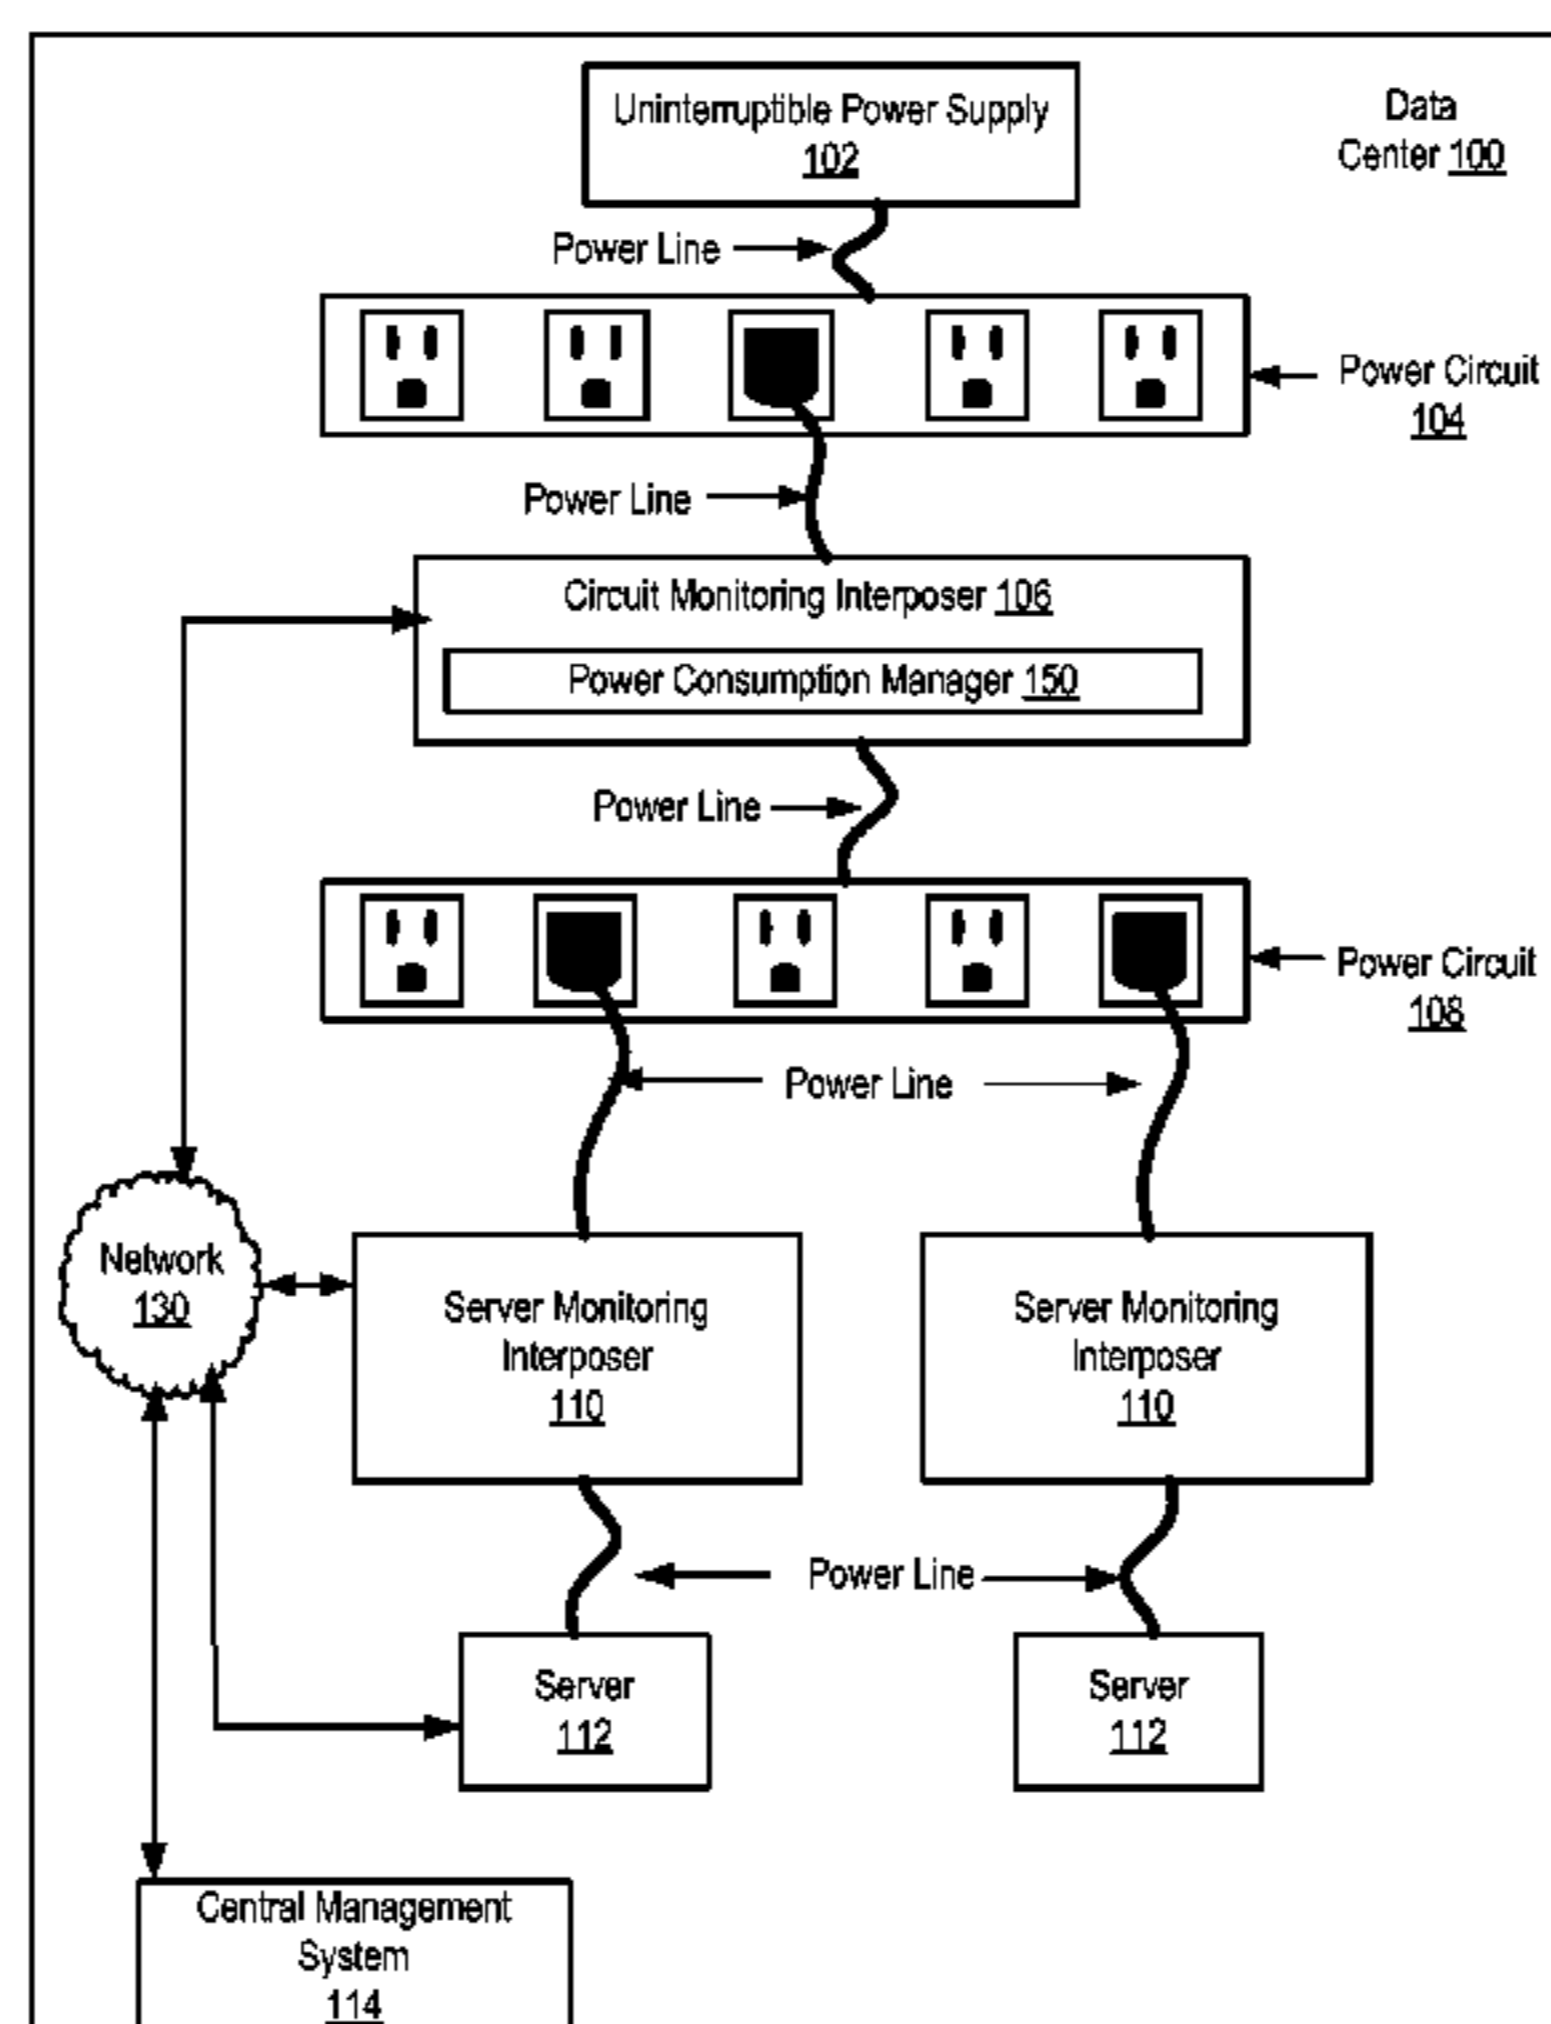 Uninterruptible Power Supply
102
Data
Center 100
Power Line
Power Circuit
104
Power Line
Circuit Monitoring Interposer 106
Power Consumption Manager 150
Power Line
Power Circuit
108
Power Line
Network
130
Server Monitoring
Interposer
110
Server Monitoring
Interposer
110
Power Line
Server
112
Server
112
Central Management
System
114